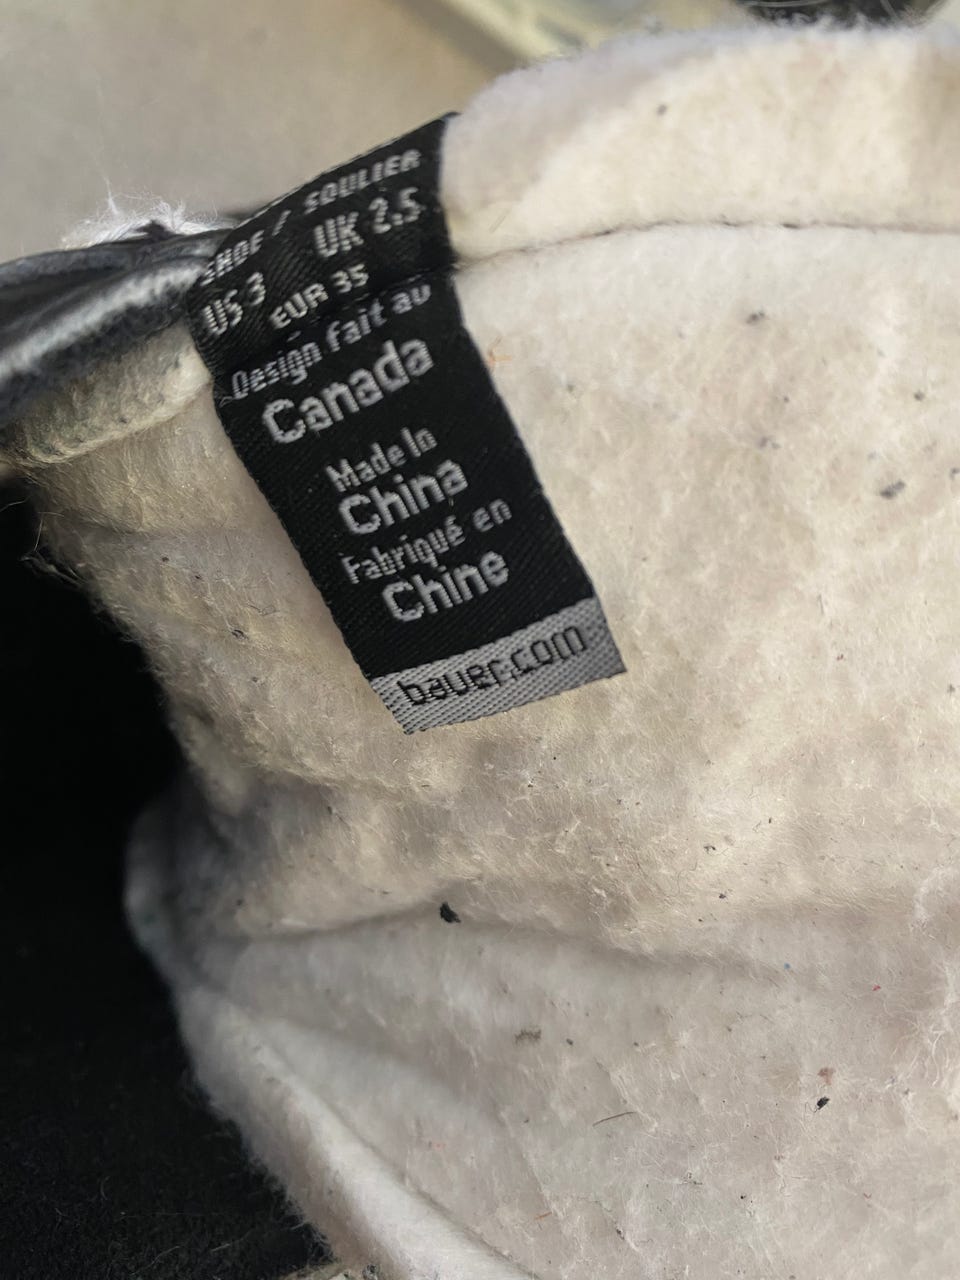 SHOE / SOULIER
US 3 UK 2.5
EUR 35
Design fait au
Canada
Made in
China
Fabriqué en
Chine
bauer.com